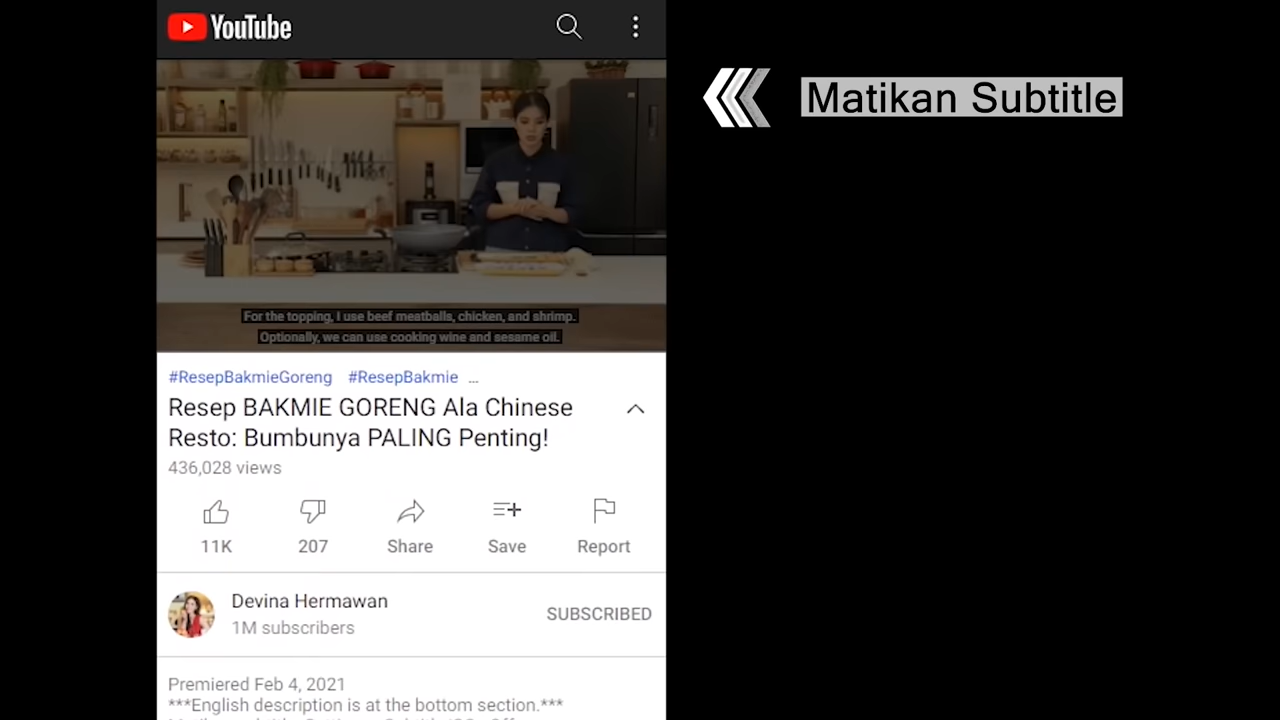 YouTube
Matikan Subtitle
For the topping, I use beef meatballs, chicken, and shrimp.
Optionally, we can use cooking wine and sesame oil.
#ResepBakmieGoreng #ResepBakmie ...
Resep BAKMIE GORENG Ala Chinese
Resto: Bumbunya PALING Penting!
436,028 views
11K 207 Share Save Report
Devina Hermawan
1M subscribers
SUBSCRIBED
Premiered Feb 4, 2021
***English description is at the bottom section.***